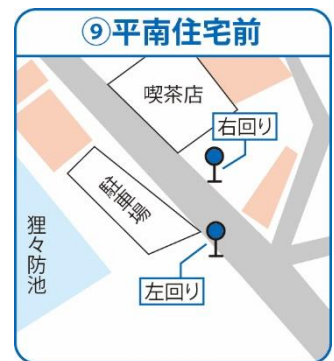 ⑨平南住宅前
喫茶店
右回り
駐車場
狸々防池
左回り